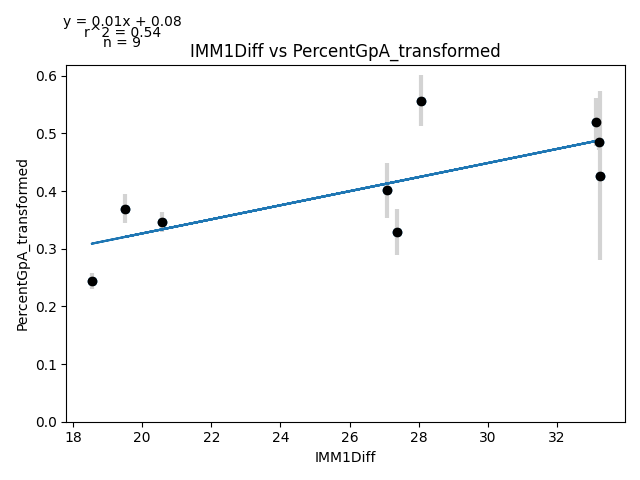 y = 0.01x + 0.08
r^2 = 0.54
n = 9
IMM1Diff vs PercentGpA_transformed
PercentGpA_transformed
0.6
0.5
0.4
0.3
0.2
0.1
0.0
18 20 22 24 26 28 30 32
IMM1Diff